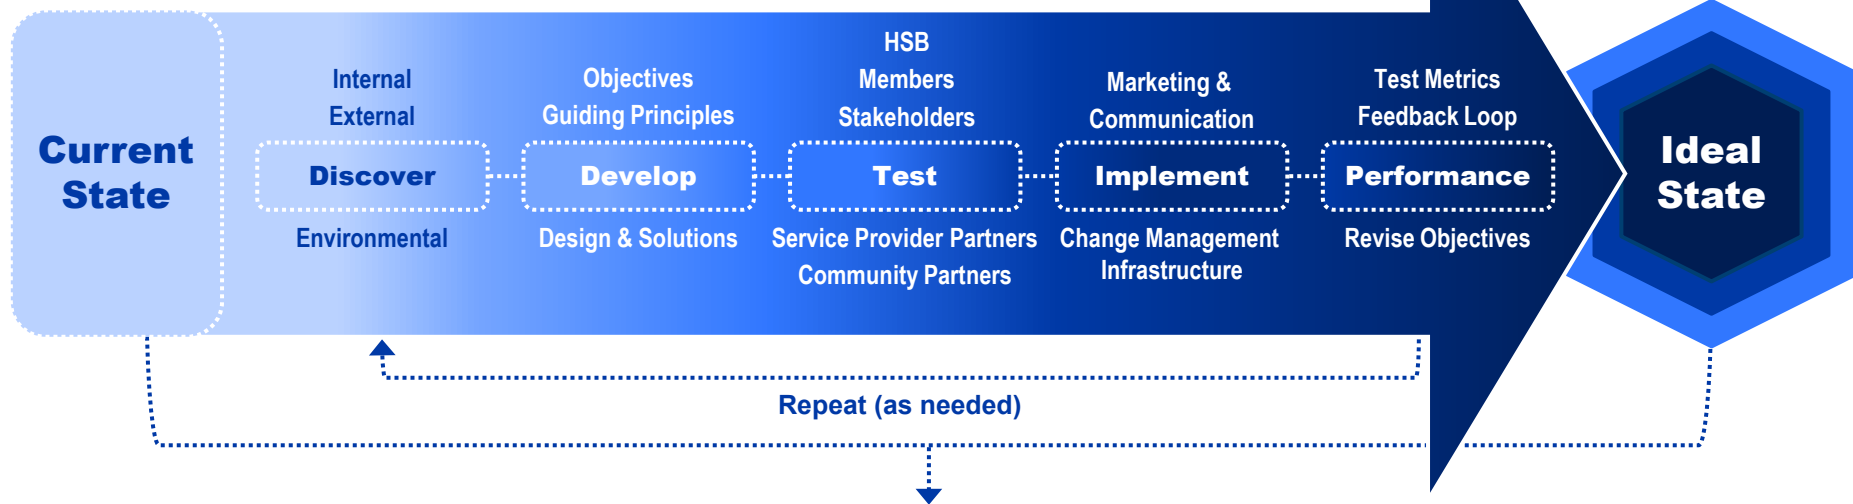 Current
State
Internal
External
Discover
Environmental
Objectives
Guiding Principles
Develop
Design & Solutions
HSB
Members
Stakeholders
Test
Service Provider Partners
Community Partners
Marketing &
Communication
Implement
Change Management
Infrastructure
Test Metrics
Feedback Loop
Performance
Revise Objectives
Ideal
State
Repeat (as needed)